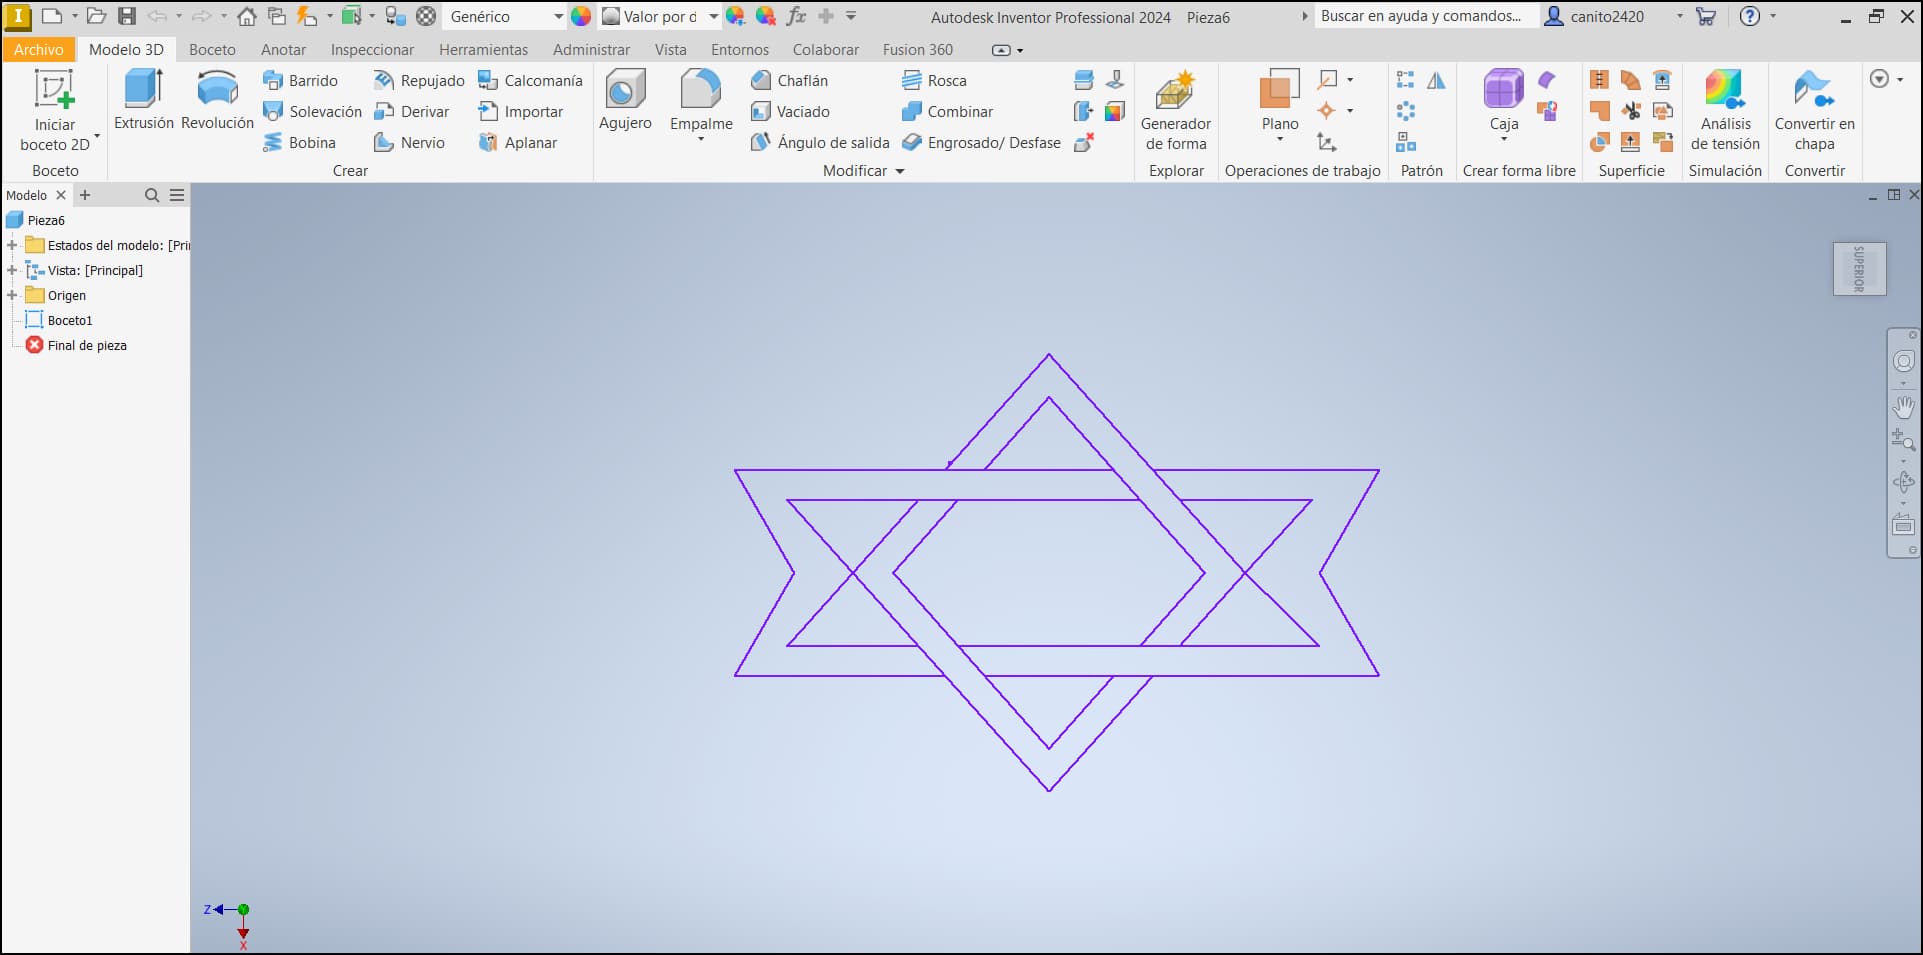 I Genérico Valor por d fx Autodesk Inventor Professional 2024 Pieza6 Buscar en ayuda y comandos... canito2420 ?
Archivo Modelo 3D Boceto Anotar Inspeccionar Herramientas Administrar Vista Entornos Colaborar Fusion 360
Iniciar
boceto 2D
Boceto
Extrusión
Revolución
Barrido
Solevación
Bobina
Repujado
Derivar
Nervio
Calcomanía
Importar
Aplanar
Crear
Agujero
Empalme
Chaflán
Vaciado
Ángulo de salida
Rosca
Combinar
Engrosado/ Desfase
Modificar
Generador
de forma
Explorar
Plano
Operaciones de trabajo
Patrón
Caja
Crear forma libre
Superficie
Análisis
de tensión
Simulación
Convertir en
chapa
Convertir
Modelo
Pieza6
Estados del modelo: [Pri
Vista: [Principal]
Origen
Boceto1
Final de pieza
SUPERIOR
Z
X